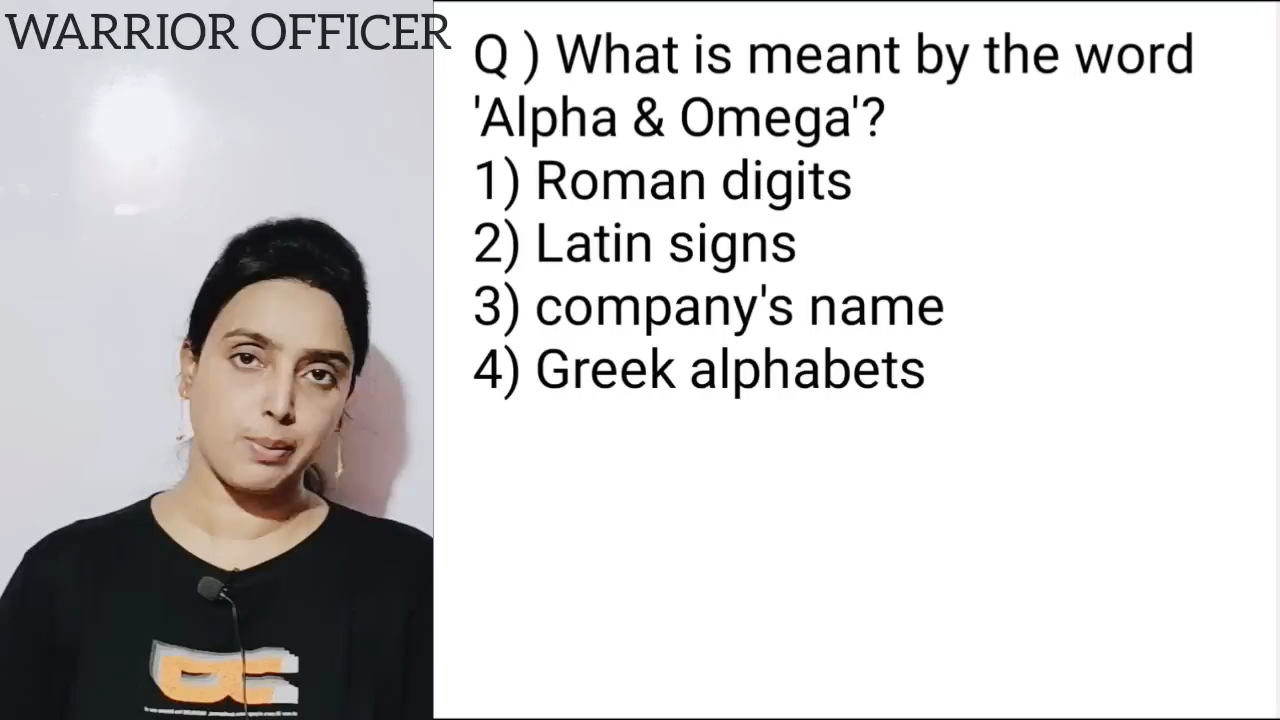 WARRIOR OFFICER
Q ) What is meant by the word
'Alpha & Omega'?
1) Roman digits
2) Latin signs
3) company's name
4) Greek alphabets